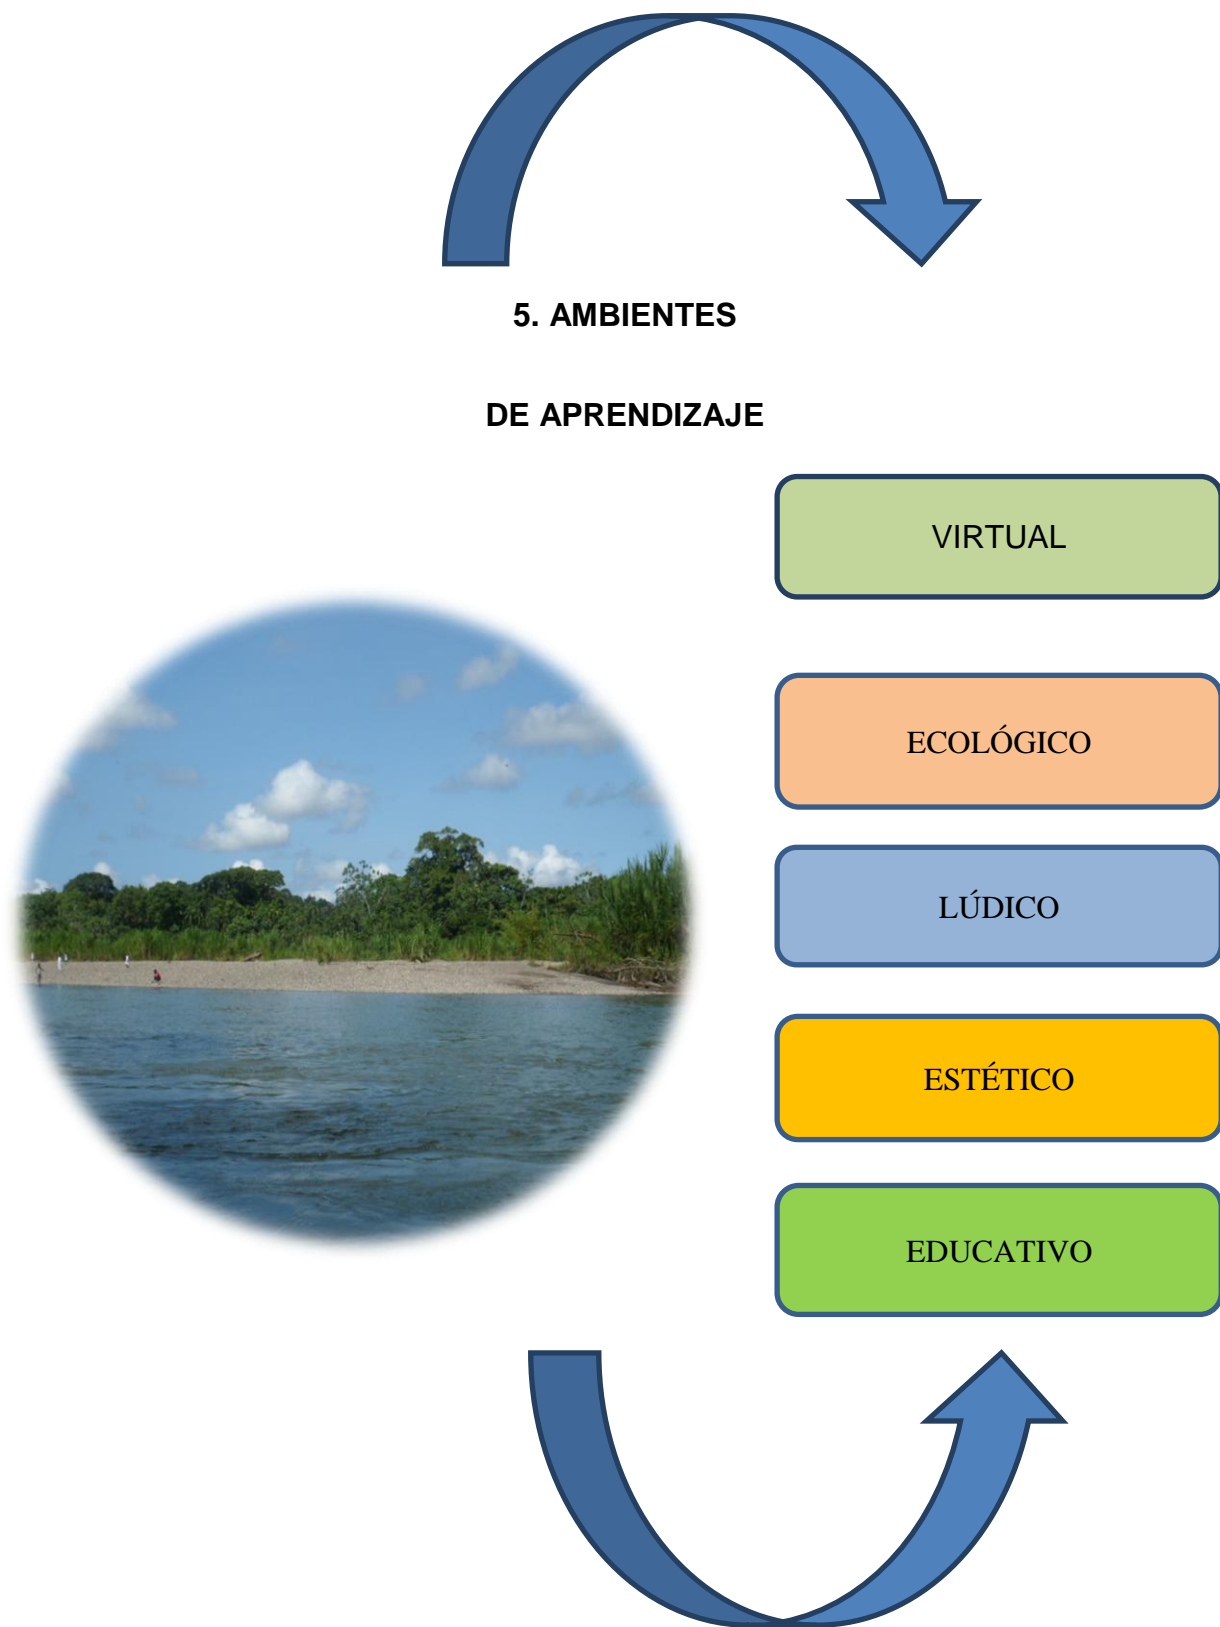 5. AMBIENTES
DE APRENDIZAJE
VIRTUAL
ECOLÓGICO
LÚDICO
ESTÉTICO
EDUCATIVO